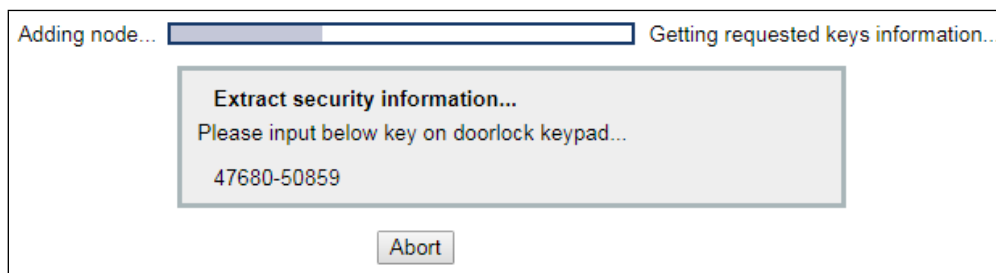 Adding node... Getting requested keys information...
Extract security information...
Please input below key on doorlock keypad...
47680-50859
Abort